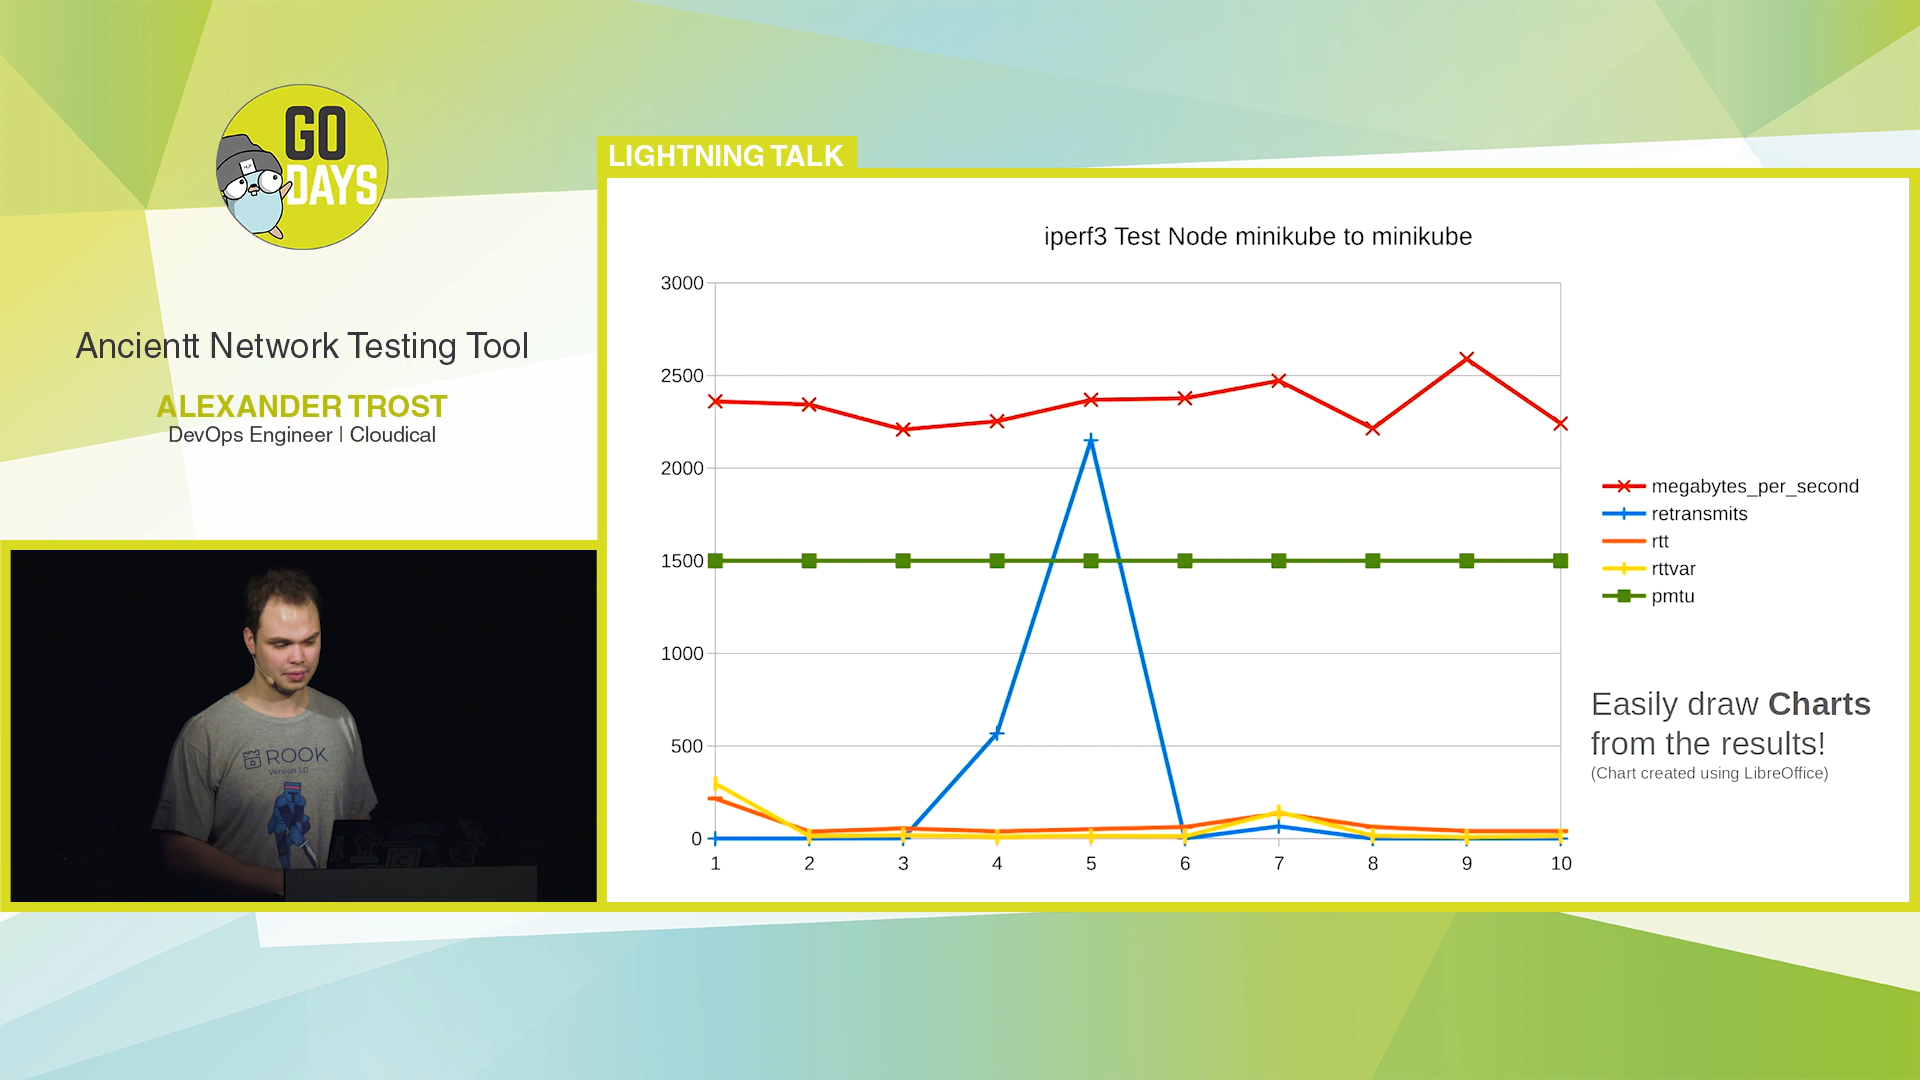 GO
DAYS
Ancientt Network Testing Tool
ALEXANDER TROST
DevOps Engineer | Cloudical
ROOK
Version 1.0
LIGHTNING TALK
iperf3 Test Node minikube to minikube
3000
2500
2000
1500
1000
500
0
1 2 3 4 5 6 7 8 9 10
megabytes_per_second
retransmits
rtt
rttvar
pmtu
Easily draw Charts
from the results!
(Chart created using LibreOffice)